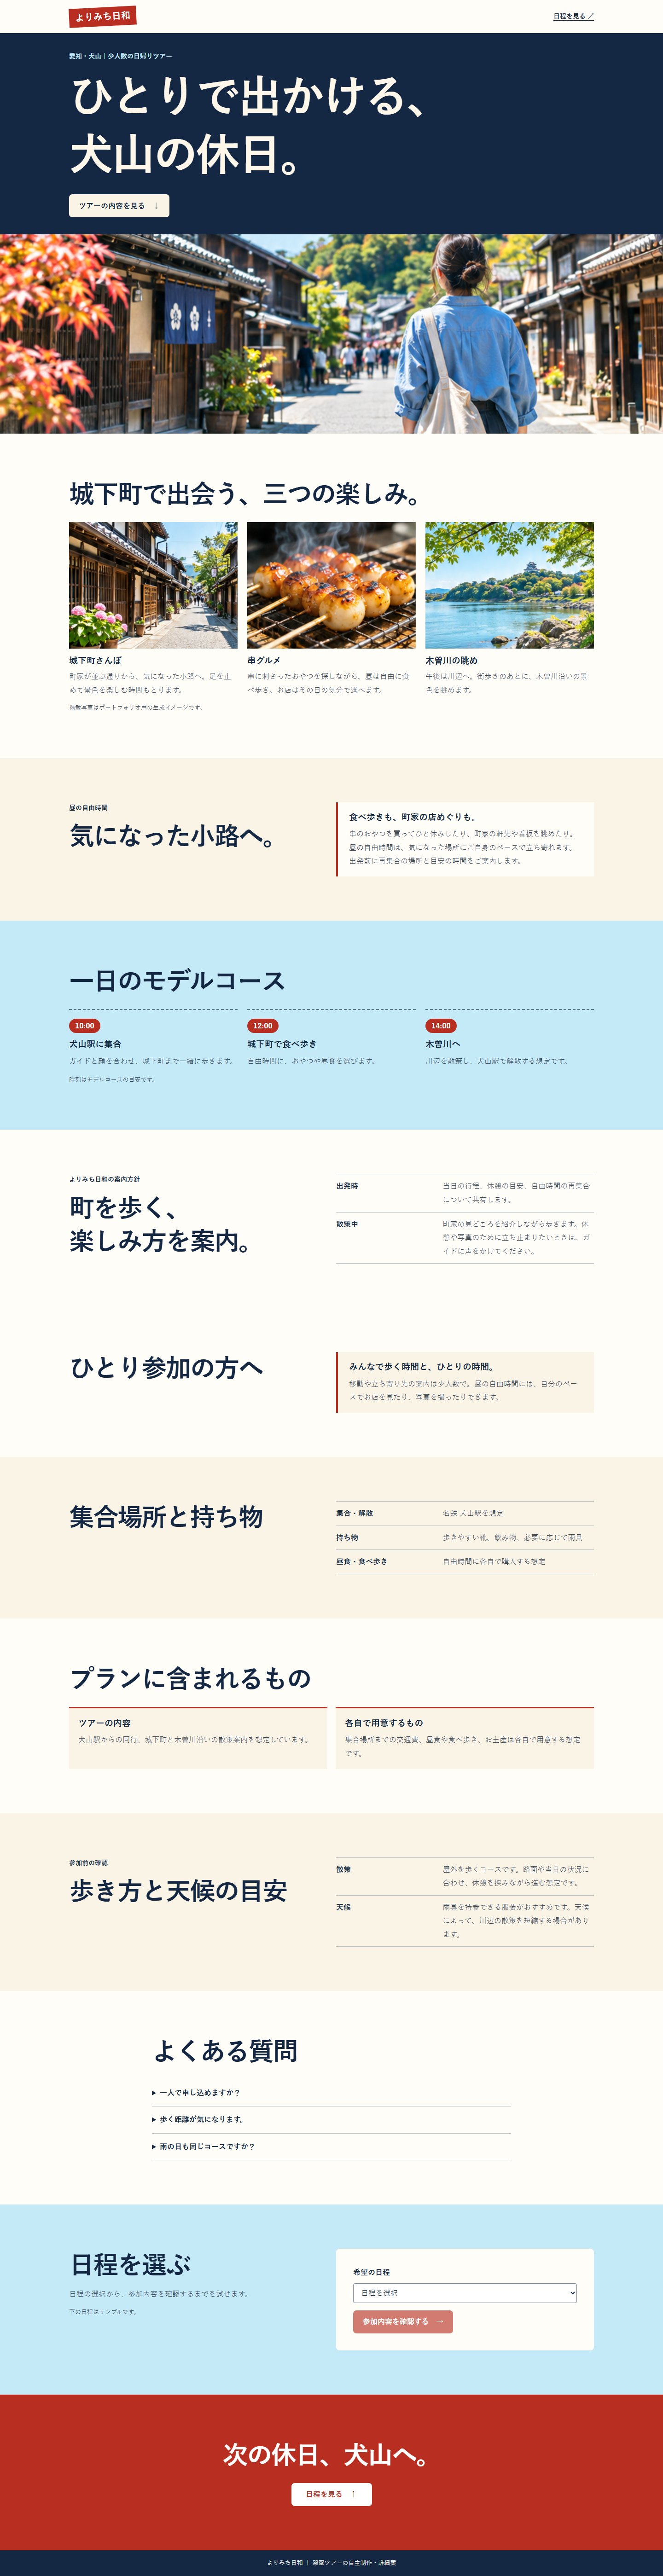 よりみち日和
日程を見る ↗
愛知・犬山｜少人数の日帰りツアー
ひとりで出かける、
犬山の休日。
ツアーの内容を見る ↓
城下町で出会う、三つの楽しみ。
城下町さんぽ
町家が並ぶ通りから、気になった小路へ。足を止
めて景色を楽しむ時間もとります。
掲載写真はポートフォリオ用の生成イメージです。
串グルメ
串に刺さったおやつを探しながら、昼は自由に食
べ歩き。お店はその日の気分で選べます。
木曽川の眺め
午後は川辺へ。街歩きのあとに、木曽川沿いの景
色を眺めます。
昼の自由時間
気になった小路へ。
食べ歩きも、町家の店めぐりも。
串のおやつを買ってひと休みしたり、町家の軒先や看板を眺めたり。
昼の自由時間は、気になった場所にご自身のペースで立ち寄れます。
出発前に再集合の場所と目安の時間をご案内します。
一日のモデルコース
10:00
犬山駅に集合
ガイドと顔を合わせ、城下町まで一緒に歩きます。
時刻はモデルコースの目安です。
12:00
城下町で食べ歩き
自由時間に、おやつや昼食を選びます。
14:00
木曽川へ
川辺を散策し、犬山駅で解散する想定です。
よりみち日和の案内方針
町を歩く、
楽しみ方を案内。
出発時
当日の行程、休憩の目安、自由時間の再集合
について共有します。
散策中
町家の見どころを紹介しながら歩きます。休
憩や写真のために立ち止まりたいときは、ガ
イドに声をかけてください。
ひとり参加の方へ
みんなで歩く時間と、ひとりの時間。
移動や立ち寄り先の案内は少人数で。昼の自由時間には、自分のペー
スでお店を見たり、写真を撮ったりできます。
集合場所と持ち物
集合・解散
名鉄 犬山駅を想定
持ち物
歩きやすい靴、飲み物、必要に応じて雨具
昼食・食べ歩き
自由時間に各自で購入する想定
プランに含まれるもの
ツアーの内容
犬山駅からの同行、城下町と木曽川沿いの散策案内を想定しています。
各自で用意するもの
集合場所までの交通費、昼食や食べ歩き、お土産は各自で用意する想定
です。
参加前の確認
歩き方と天候の目安
散策
屋外を歩くコースです。路面や当日の状況に
合わせ、休憩を挟みながら進む想定です。
天候
雨具を持参できる服装がおすすめです。天候
によって、川辺の散策を短縮する場合があり
ます。
よくある質問
▶ 一人で申し込めますか？
▶ 歩く距離が気になります。
▶ 雨の日も同じコースですか？
日程を選ぶ
日程の選択から、参加内容を確認するまでを試せます。
下の日程はサンプルです。
希望の日程
日程を選択
参加内容を確認する →
次の休日、犬山へ。
日程を見る ↑
よりみち日和 ｜ 架空ツアーの自主制作・詳細案